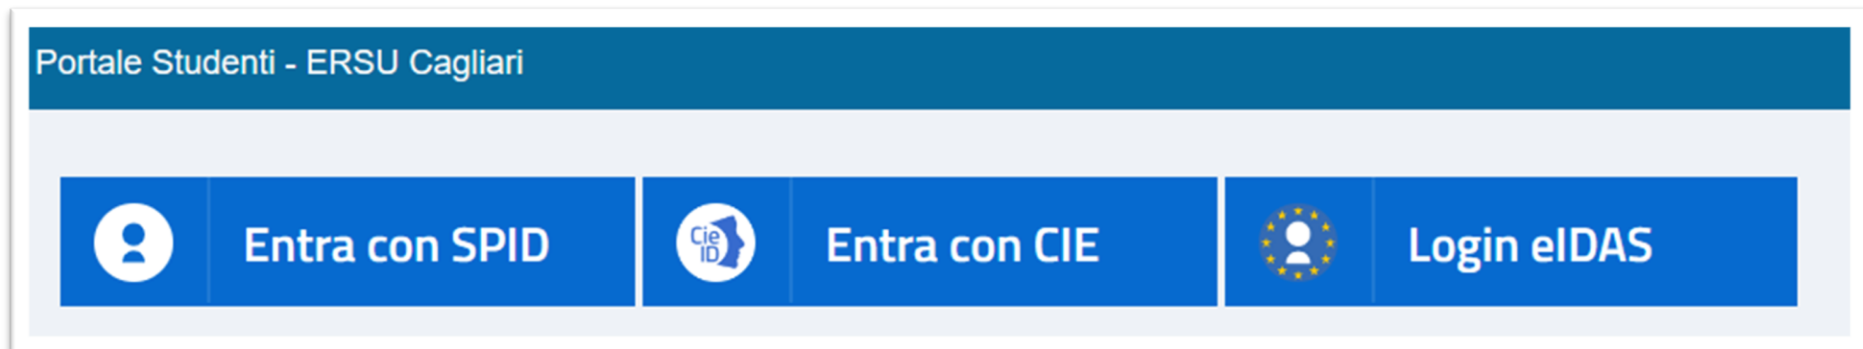 Portale Studenti - ERSU Cagliari
Entra con SPID
Cie ID
Entra con CIE
Login eIDAS